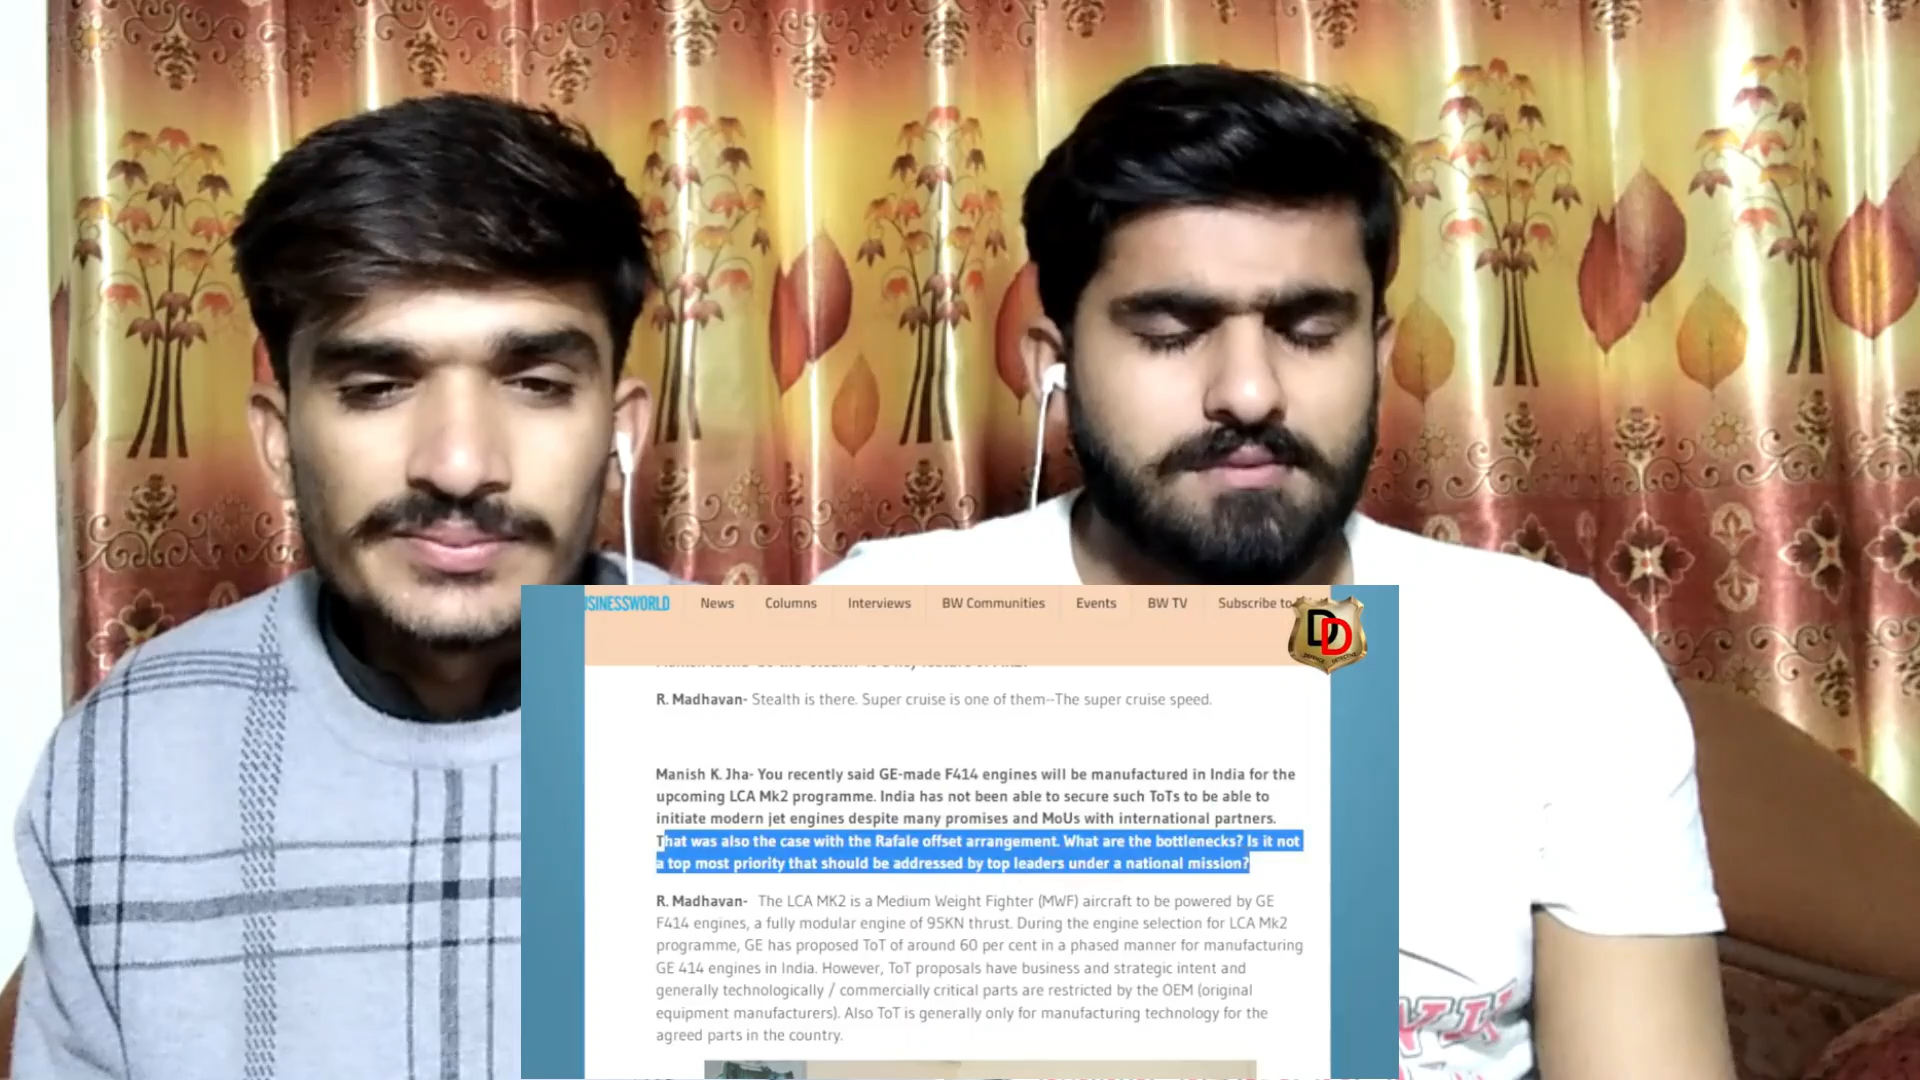 SINESSWORLD News Columns Interviews BW Communities Events BW TV Subscribe to
DD
DEFENCE DETECTIVE
R. Madhavan- Stealth is there. Super cruise is one of them--The super cruise speed.
Manish K. Jha- You recently said GE-made F414 engines will be manufactured in India for the
upcoming LCA Mk2 programme. India has not been able to secure such ToTs to be able to
initiate modern jet engines despite many promises and MoUs with international partners.
That was also the case with the Rafale offset arrangement. What are the bottlenecks? Is it not
a top most priority that should be addressed by top leaders under a national mission?
R. Madhavan- The LCA MK2 is a Medium Weight Fighter (MWF) aircraft to be powered by GE
F414 engines, a fully modular engine of 95KN thrust. During the engine selection for LCA Mk2
programme, GE has proposed ToT of around 60 per cent in a phased manner for manufacturing
GE 414 engines in India. However, ToT proposals have business and strategic intent and
generally technologically / commercially critical parts are restricted by the OEM (original
equipment manufacturers). Also ToT is generally only for manufacturing technology for the
agreed parts in the country.